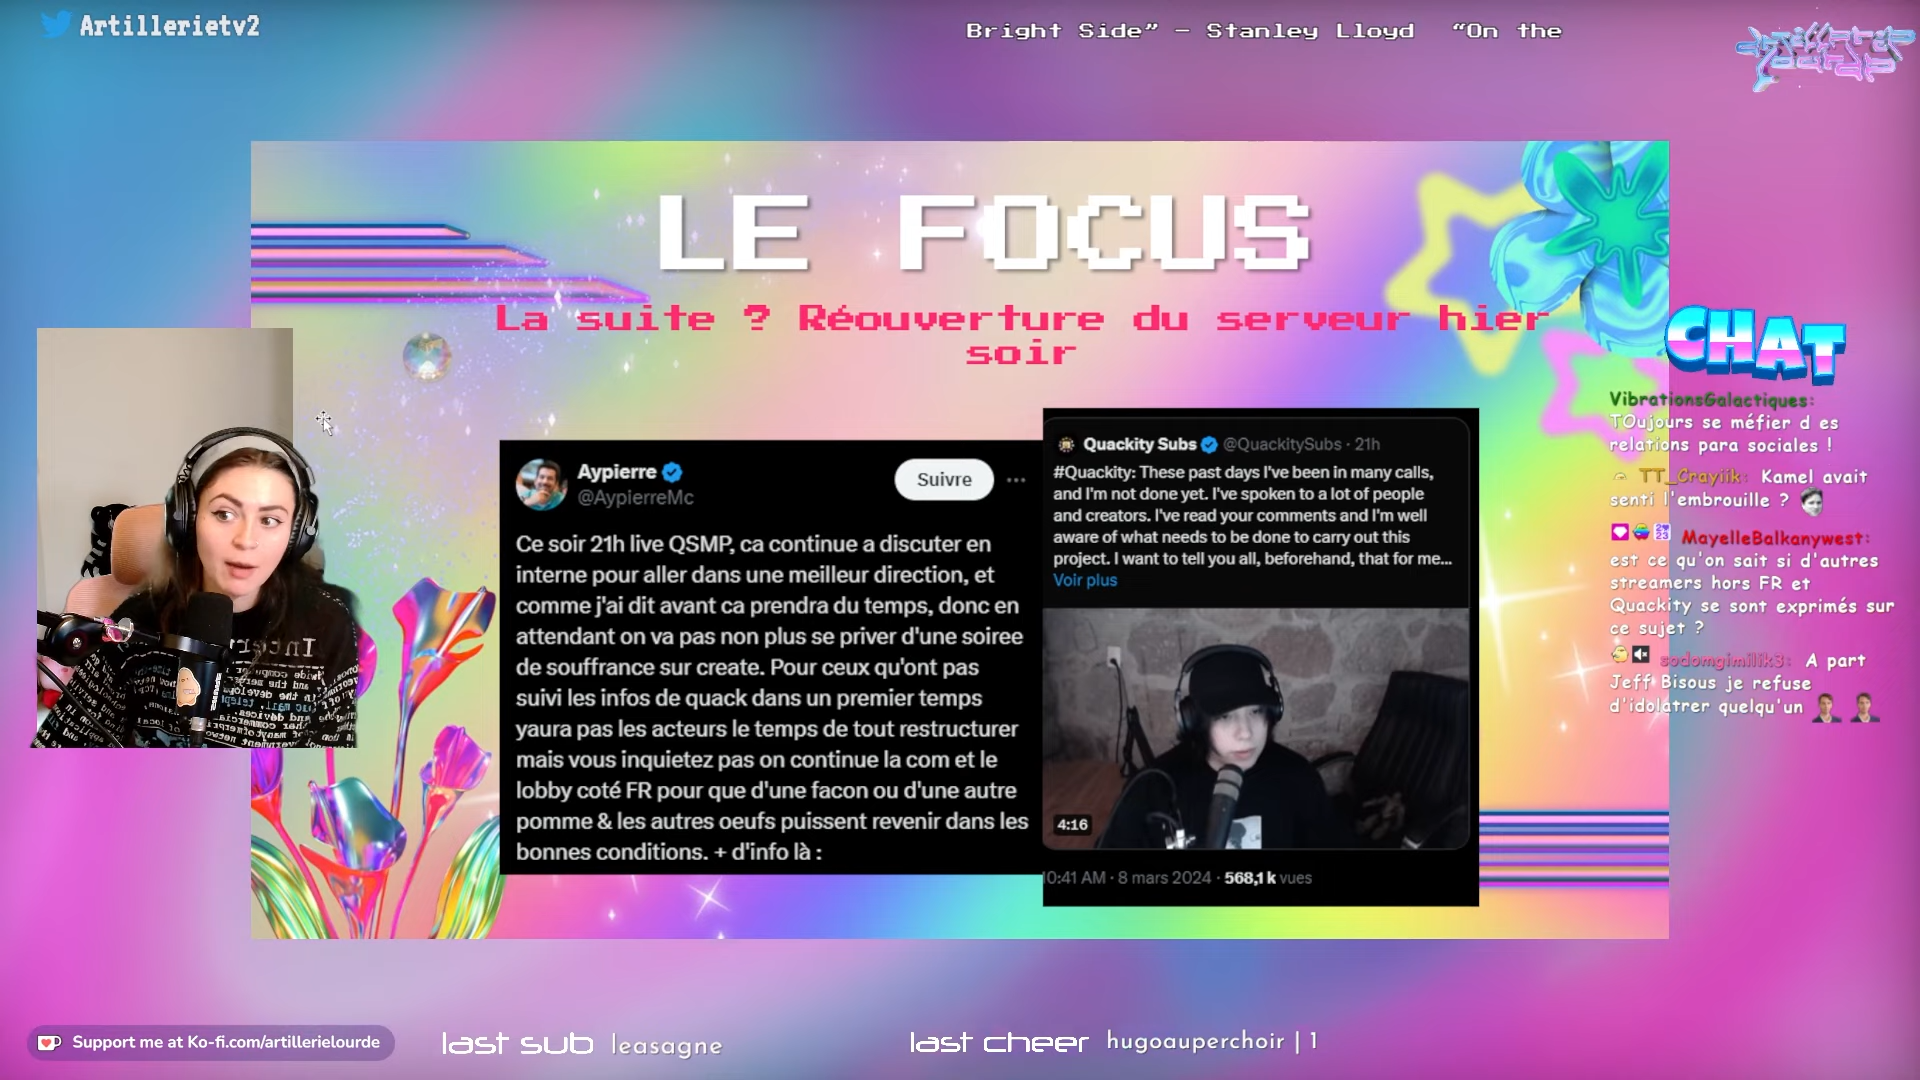 Artillerietv2
Bright Side” – Stanley Lloyd “On the
LE FOCUS
La suite ? Réouverture du serveur hier
soir
Aypierre
@AypierreMc
Suivre
Ce soir 21h live QSMP, ca continue a discuter en
interne pour aller dans une meilleur direction, et
comme j'ai dit avant ca prendra du temps, donc en
attendant on va pas non plus se priver d'une soiree
de souffrance sur create. Pour ceux qu'ont pas
suivi les infos de quack dans un premier temps
yaura pas les acteurs le temps de tout restructurer
mais vous inquietez pas on continue la com et le
lobby coté FR pour que d'une facon ou d'une autre
pomme & les autres oeufs puissent revenir dans les
bonnes conditions. + d'info là :
Quackity Subs @QuackitySubs · 21h
#Quackity: These past days I've been in many calls,
and I'm not done yet. I've spoken to a lot of people
and creators. I've read your comments and I'm well
aware of what needs to be done to carry out this
project. I want to tell you all, beforehand, that for me...
Voir plus
4:16
0:41 AM · 8 mars 2024 · 568,1 k vues
CHAT
VibrationsGalactiques:
TOujours se méfier d es
relations para sociales !
TT_Crayiik: Kamel avait
senti l'embrouille ?
MayelleBalkanywest:
est ce qu'on sait si d'autres
streamers hors FR et
Quackity se sont exprimés sur
ce sujet ?
sodomgimilik3: A part
Jeff Bisous je refuse
d'idolatrer quelqu'un
Support me at Ko-fi.com/artillerielourde
last sub leasagne
last cheer hugoauperchoir | 1